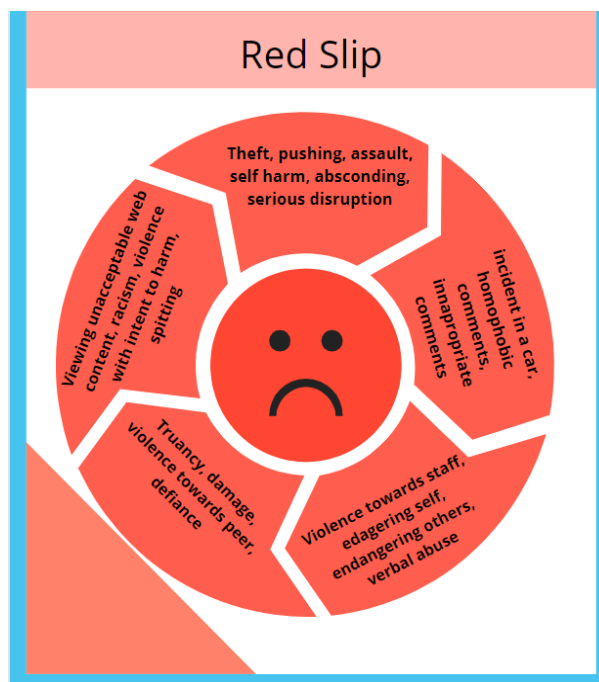 Red Slip
Theft, pushing, assault,
self harm, absconding,
serious disruption
incident in a car,
homophobic
comments,
innapropriate
comments
Violence towards staff,
edagering self,
endangering others,
verbal abuse
Truancy, damage,
violence towards peer,
defiance
Viewing unacceptable web
content, racism, violence
with intent to harm,
spitting